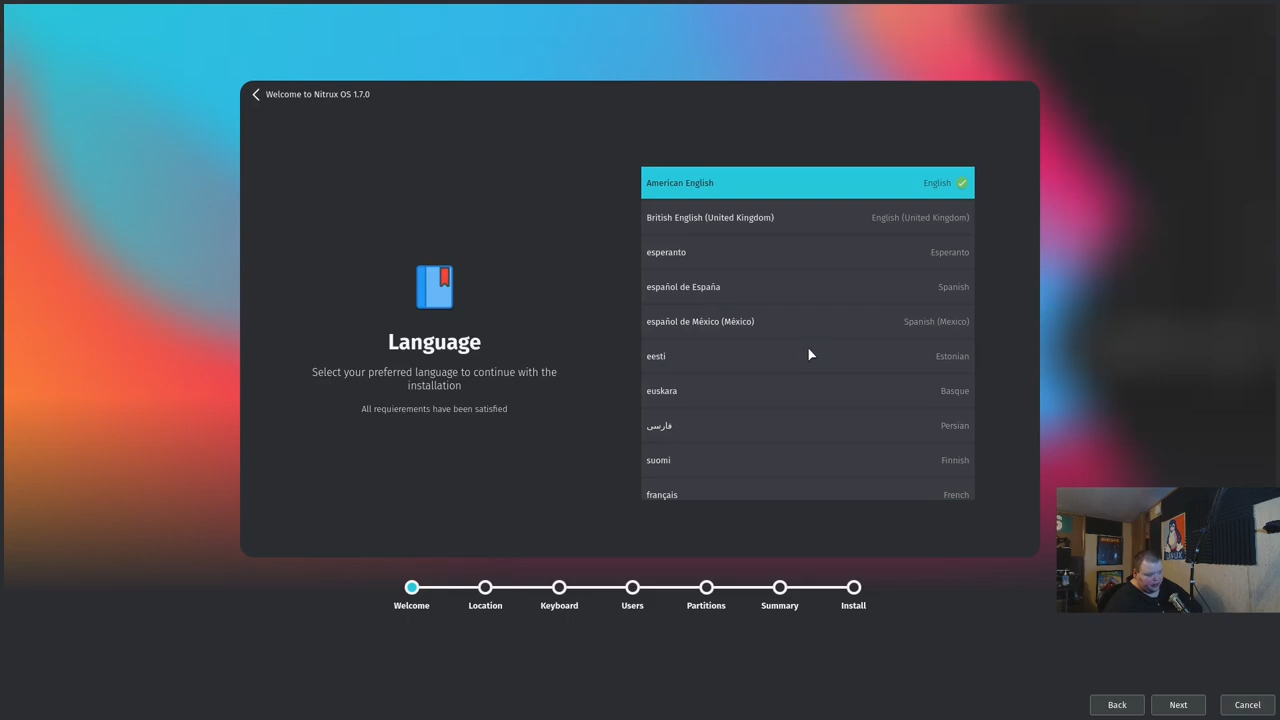 Welcome to Nitrux OS 1.7.0
American English English
British English (United Kingdom) English (United Kingdom)
esperanto Esperanto
español de España Spanish
español de México (México) Spanish (Mexico)
eesti Estonian
euskara Basque
فارسی Persian
suomi Finnish
français French
Language
Select your preferred language to continue with the
installation
All requierements have been satisfied
Welcome Location Keyboard Users Partitions Summary Install
Back Next Cancel